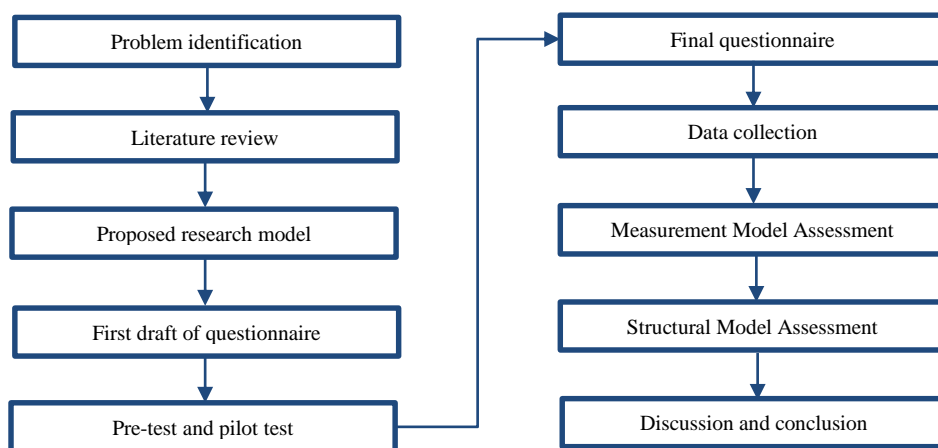 Problem identification
Literature review
Proposed research model
First draft of questionnaire
Pre-test and pilot test
Final questionnaire
Data collection
Measurement Model Assessment
Structural Model Assessment
Discussion and conclusion